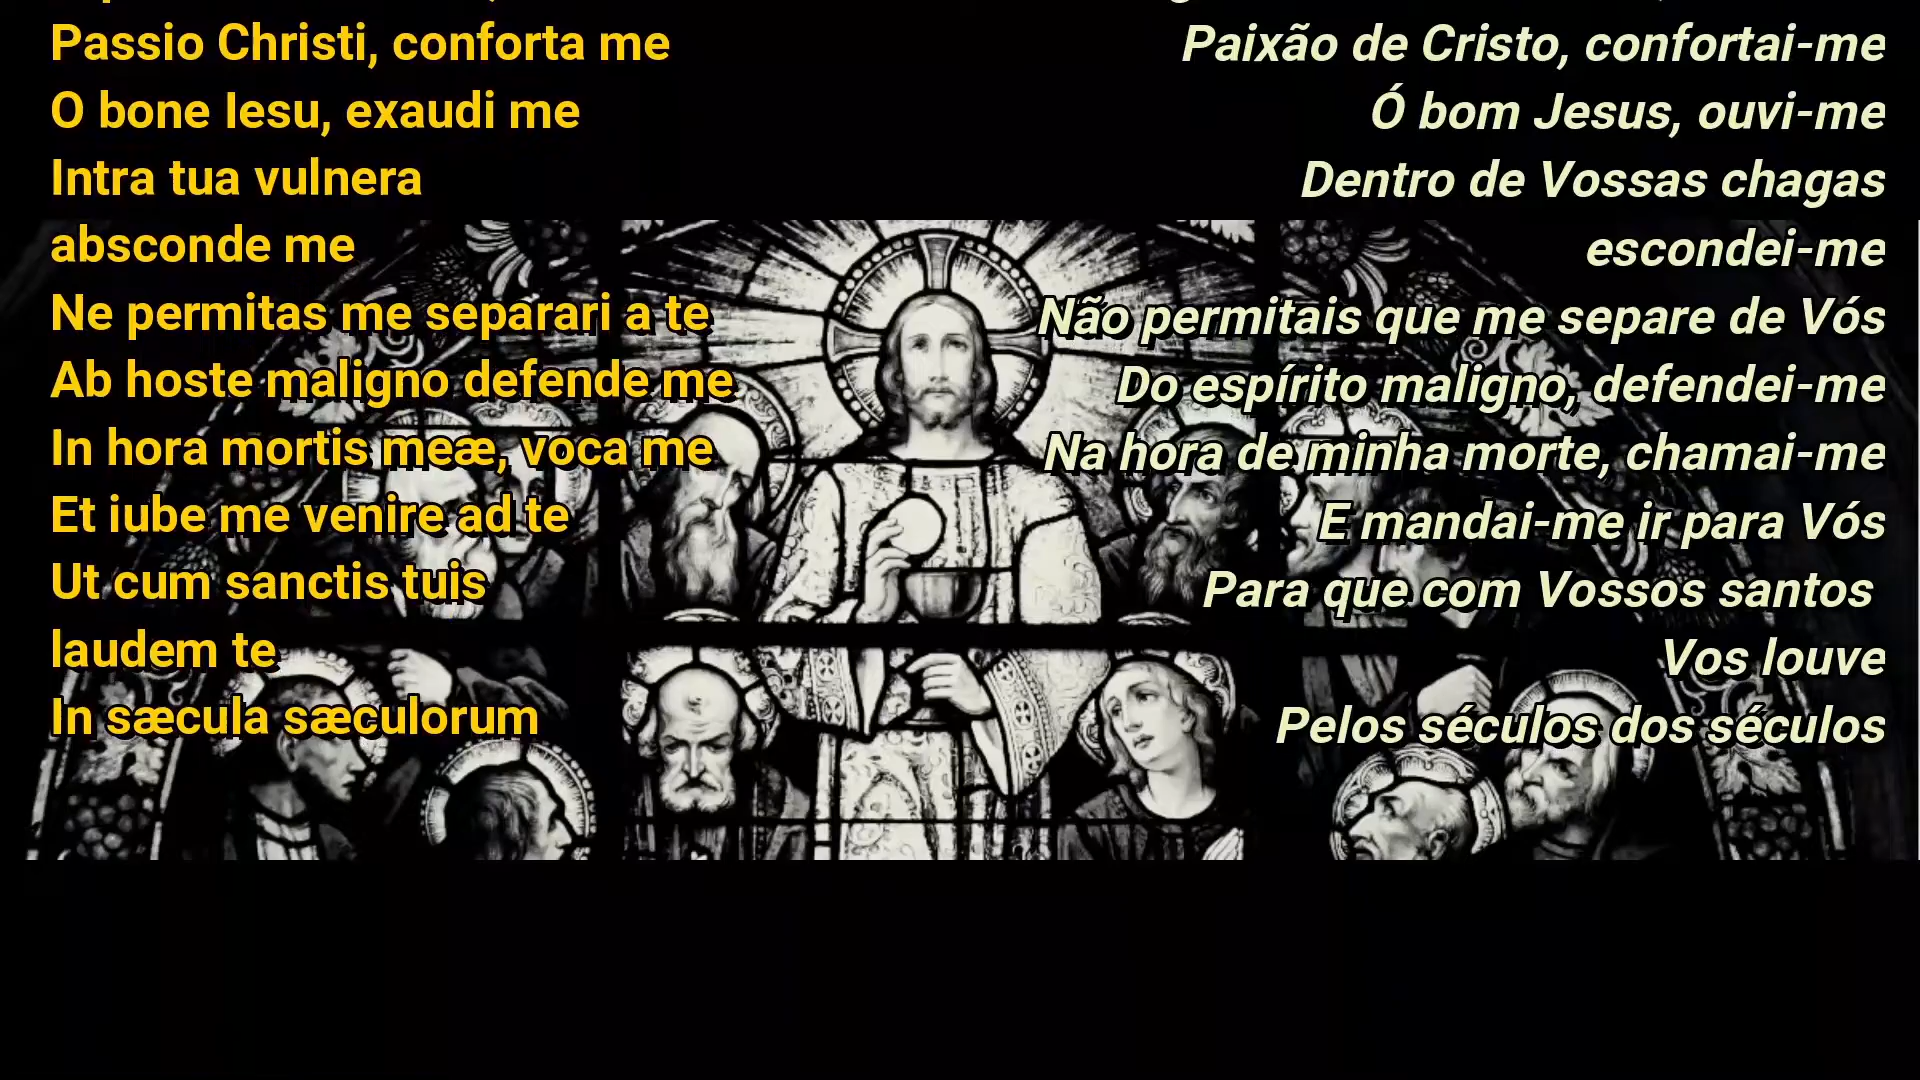 Passio Christi, conforta me
O bone Iesu, exaudi me
Intra tua vulnera
absconde me
Ne permitas me separari a te
Ab hoste maligno defende me
In hora mortis meæ, voca me
Et iube me venire ad te
Ut cum sanctis tuis
laudem te
In sæcula sæculorum
Paixão de Cristo, confortai-me
Ó bom Jesus, ouvi-me
Dentro de Vossas chagas
escondei-me
Não permitais que me separe de Vós
Do espírito maligno, defendei-me
Na hora de minha morte, chamai-me
E mandai-me ir para Vós
Para que com Vossos santos
Vos louve
Pelos séculos dos séculos